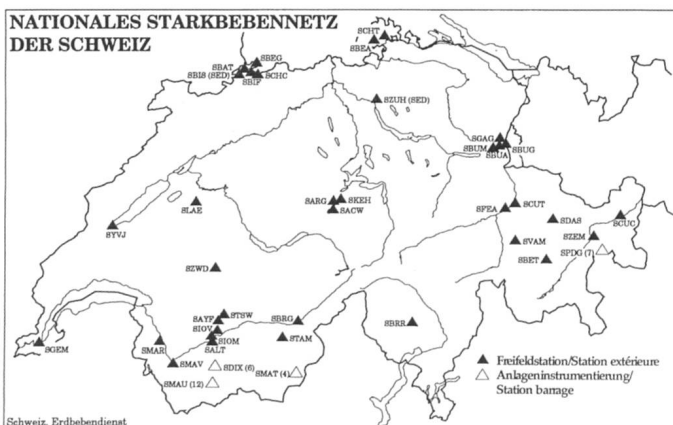 NATIONALES STARKBEBENNETZ
DER SCHWEIZ
SCHT
SBEA
SBEG
SBAT
SBIS (SED)
SCHC
SBIF
SZUH (SED)
SGAG
SBUM
SBUG
SBUA
SLAE
SARG
SKEH
SACW
SFEA
SCUT
SDAS
SCUC
SYVJ
SZEM
SVAM
SPDG (7)
SBET
SZWD
SAYF
STSW
SBRG
SBRR
SIOV
SGEM
SMAR
SIOM
SALT
STAM
SMAV
SDIX (6)
SMAT (4)
SMAU (12)
Freifeldstation/Station extérieure
Anlageninstrumentierung/
Station barrage
Schweiz. Erdbebendienst